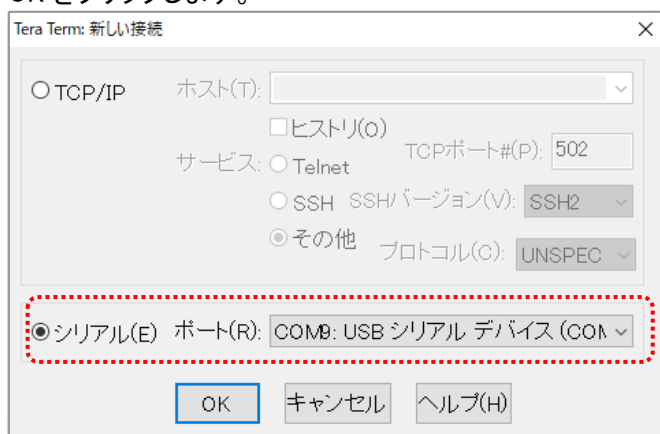 OK をクリックします。
Tera Term: 新しい接続
TCP/IP ホスト(T):
ヒストリ(O)
サービス: Telnet TCPポート#(P): 502
SSH SSHバージョン(V): SSH2
その他 プロトコル(C): UNSPEC
シリアル(E) ポート(R): COM9: USB シリアル デバイス (COM
OK キャンセル ヘルプ(H)